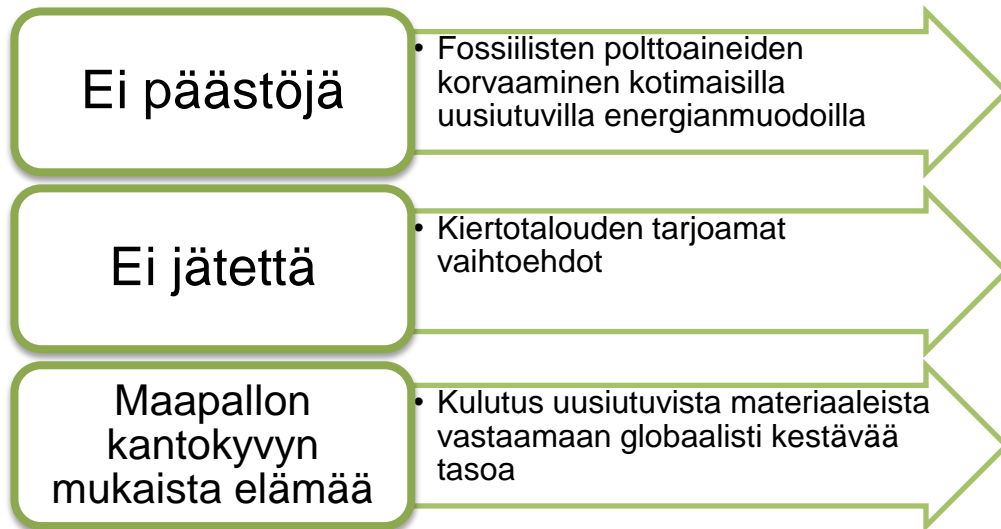 Ei päästöjä
• Fossiilisten polttoaineiden
korvaaminen kotimaisilla
uusiutuvilla energianmuodoilla
Ei jätettä
• Kiertotalouden tarjoamat
vaihtoehdot
Maapallon
kantokyvyn
mukaista elämää
• Kulutus uusiutuvista materiaaleista
vastaamaan globaalisti kestävää
tasoa